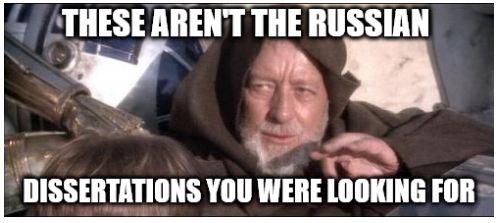 THESE AREN'T THE RUSSIAN
DISSERTATIONS YOU WERE LOOKING FOR